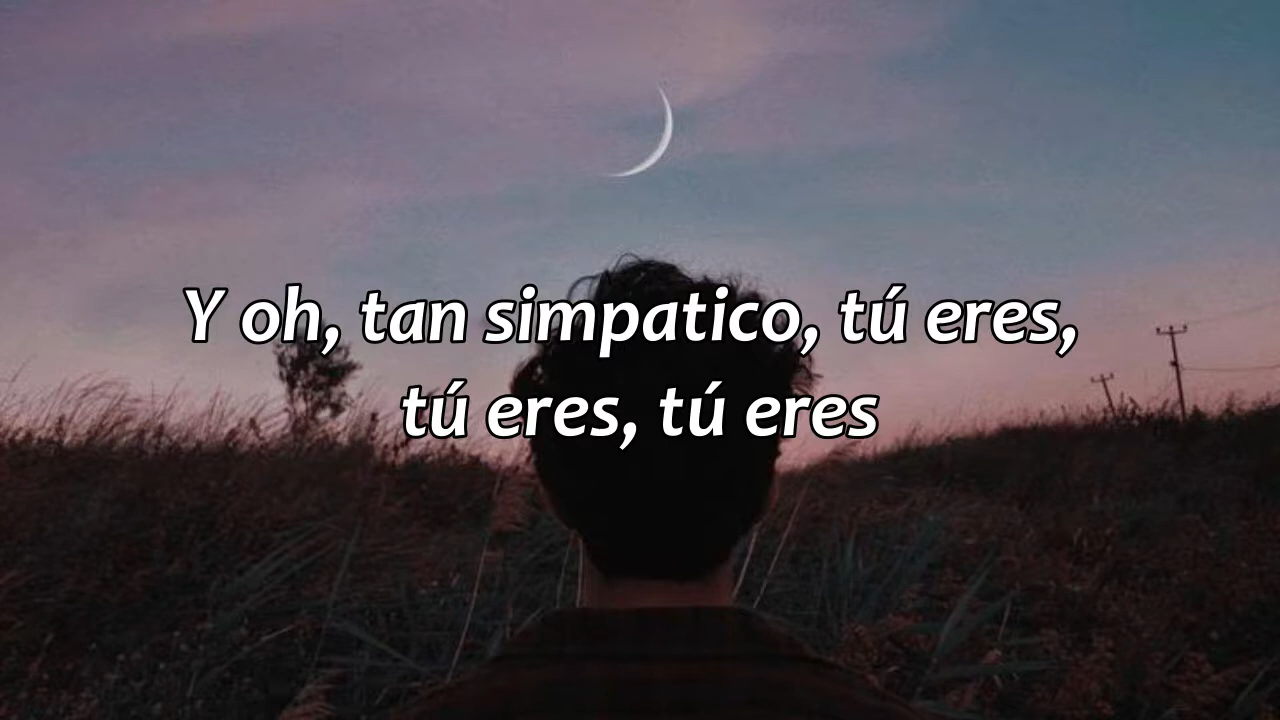 Y oh, tan simpatico, tú eres,
tú eres, tú eres